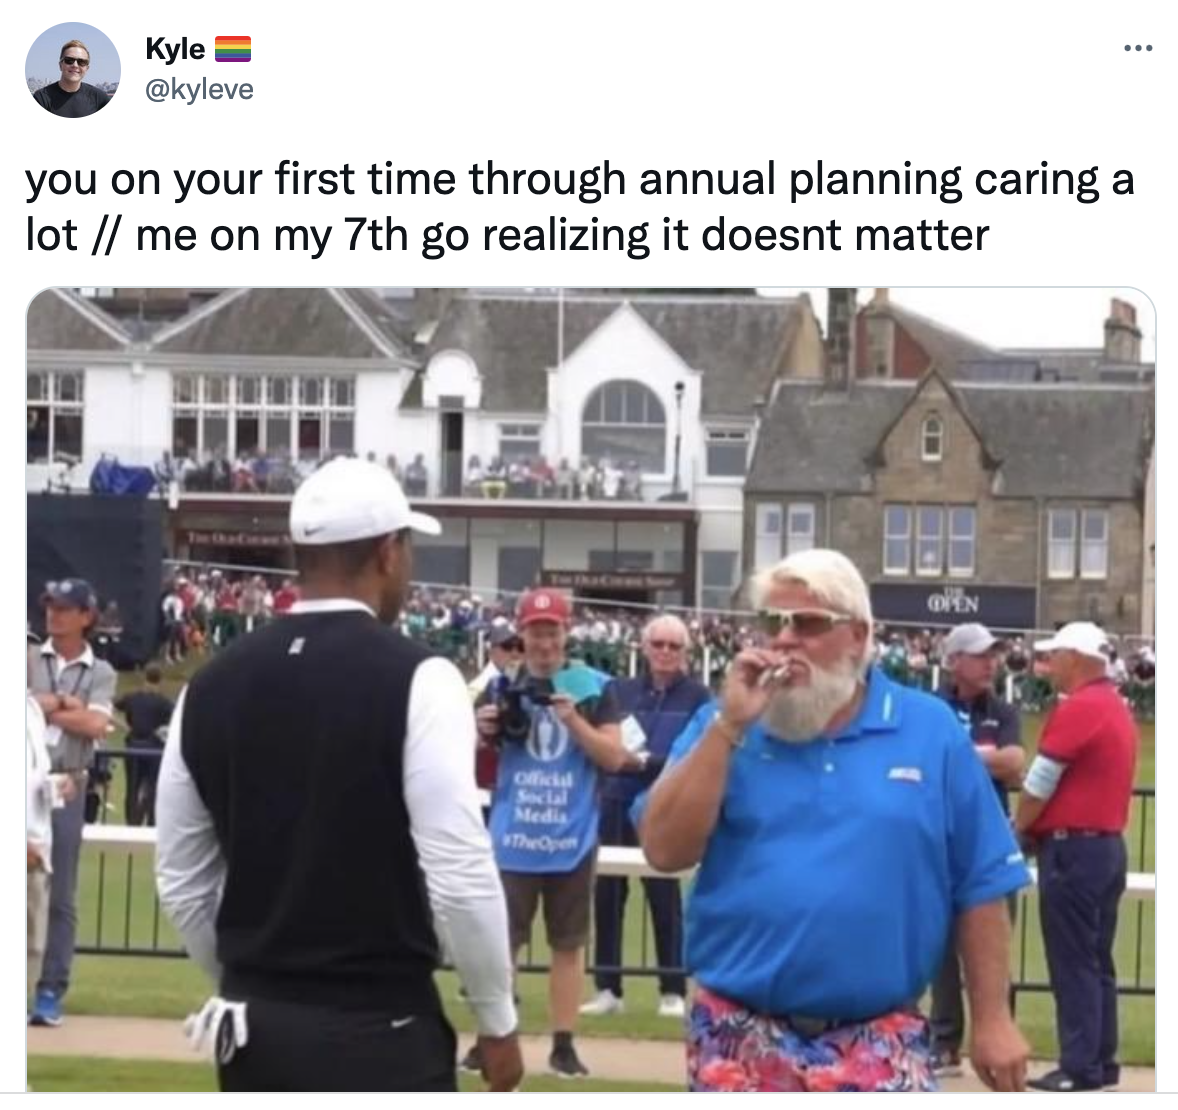 Kyle
@kyleve
you on your first time through annual planning caring a
lot // me on my 7th go realizing it doesnt matter
THE
OPEN
Official
Social
Media
#TheOpen